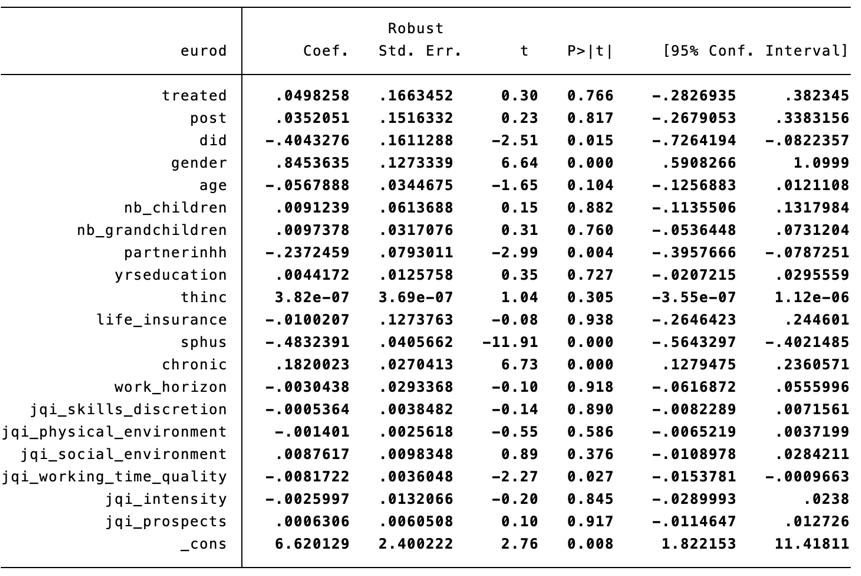 Robust
eurod Coef. Std. Err. t P>|t| [95% Conf. Interval]
treated .0498258 .1663452 0.30 0.766 -.2826935 .382345
post .0352051 .1516332 0.23 0.817 -.2679053 .3383156
did -.4043276 .1611288 -2.51 0.015 -.7264194 -.0822357
gender .8453635 .1273339 6.64 0.000 .5908266 1.0999
age -.0567888 .0344675 -1.65 0.104 -.1256883 .0121108
nb_children .0091239 .0613688 0.15 0.882 -.1135506 .1317984
nb_grandchildren .0097378 .0317076 0.31 0.760 -.0536448 .0731204
partnerinhh -.2372459 .0793011 -2.99 0.004 -.3957666 -.0787251
yrseducation .0044172 .0125758 0.35 0.727 -.0207215 .0295559
thinc 3.82e-07 3.69e-07 1.04 0.305 -3.55e-07 1.12e-06
life_insurance -.0100207 .1273763 -0.08 0.938 -.2646423 .244601
sphus -.4832391 .0405662 -11.91 0.000 -.5643297 -.4021485
chronic .1820023 .0270413 6.73 0.000 .1279475 .2360571
work_horizon -.0030438 .0293368 -0.10 0.918 -.0616872 .0555996
jqi_skills_discretion -.0005364 .0038482 -0.14 0.890 -.0082289 .0071561
jqi_physical_environment -.001401 .0025618 -0.55 0.586 -.0065219 .0037199
jqi_social_environment .0087617 .0098348 0.89 0.376 -.0108978 .0284211
jqi_working_time_quality -.0081722 .0036048 -2.27 0.027 -.0153781 -.0009663
jqi_intensity -.0025997 .0132066 -0.20 0.845 -.0289993 .0238
jqi_prospects .0006306 .0060508 0.10 0.917 -.0114647 .012726
_cons 6.620129 2.400222 2.76 0.008 1.822153 11.41811